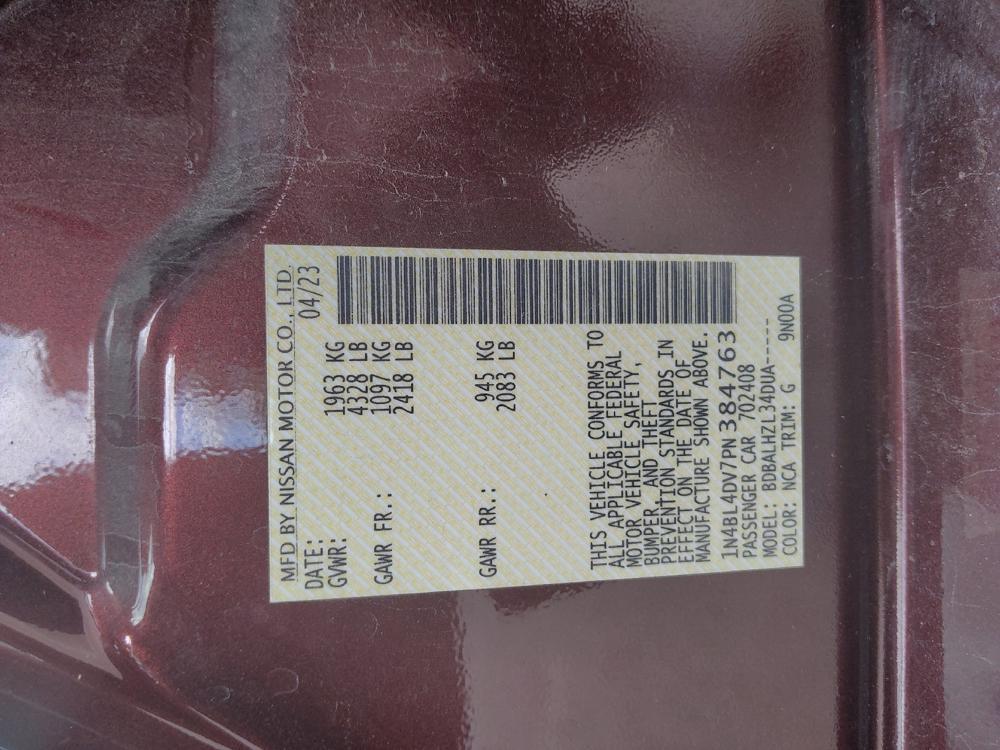 MFD BY NISSAN MOTOR CO., LTD.
DATE: 04/23
GVWR: 1963 KG
4328 LB
GAWR FR.: 1097 KG
2418 LB
GAWR RR.: 945 KG
2083 LB
THIS VEHICLE CONFORMS TO
ALL APPLICABLE FEDERAL
MOTOR VEHICLE SAFETY,
BUMPER, AND THEFT
PREVENTION STANDARDS IN
EFFECT ON THE DATE OF
MANUFACTURE SHOWN ABOVE.
1N4BL4DV7PN384763
PASSENGER CAR 702408
MODEL: BDBALHZL34DUA-----
COLOR: NCA TRIM: G 9N00A